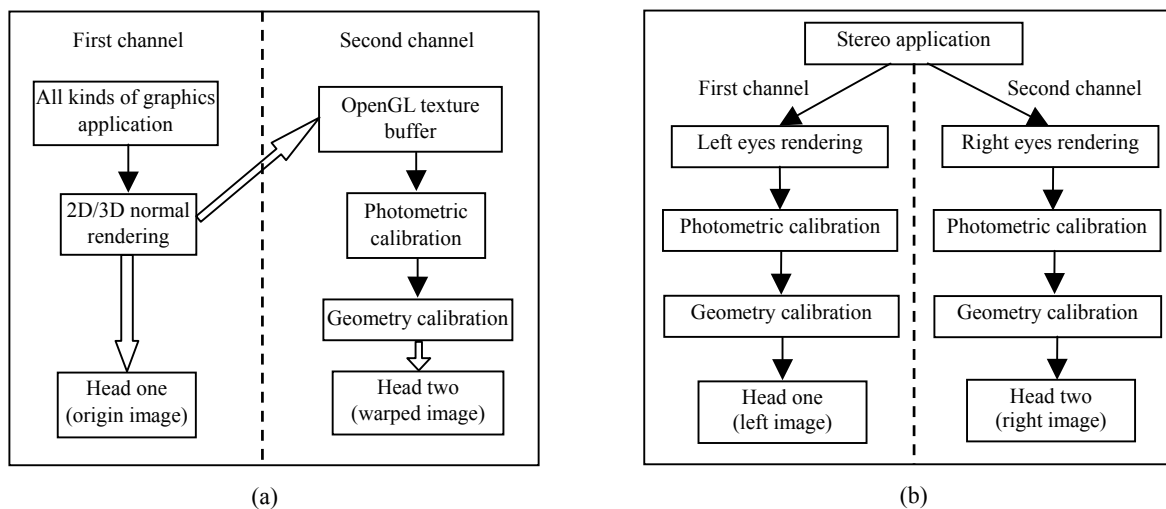 First channel
Second channel
All kinds of graphics
application
2D/3D normal
rendering
Head one
(origin image)
OpenGL texture
buffer
Photometric
calibration
Geometry calibration
Head two
(warped image)
(a)
Stereo application
First channel
Second channel
Left eyes rendering
Right eyes rendering
Photometric calibration
Photometric calibration
Geometry calibration
Geometry calibration
Head one
(left image)
Head two
(right image)
(b)